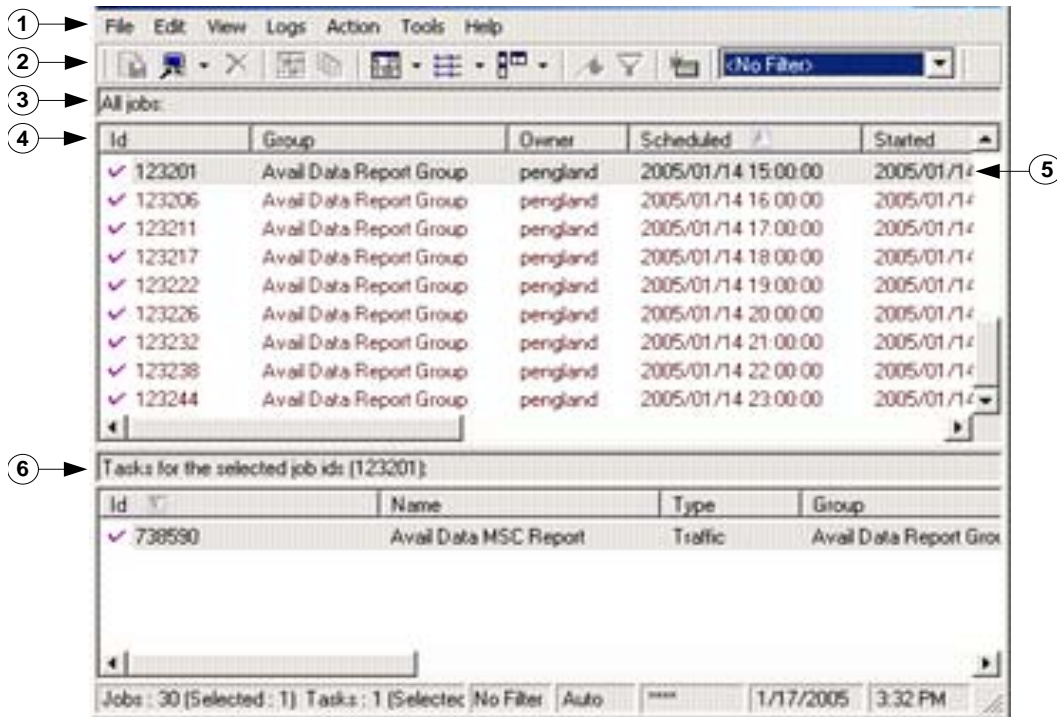 1
File Edit View Logs Action Tools Help
2
<No Filter>
3
All jobs:
4
Id Group Owner Scheduled Started
5
123201 Avail Data Report Group pengland 2005/01/14 15:00:00 2005/01/14
123206 Avail Data Report Group pengland 2005/01/14 16:00:00 2005/01/14
123211 Avail Data Report Group pengland 2005/01/14 17:00:00 2005/01/14
123217 Avail Data Report Group pengland 2005/01/14 18:00:00 2005/01/14
123222 Avail Data Report Group pengland 2005/01/14 19:00:00 2005/01/14
123226 Avail Data Report Group pengland 2005/01/14 20:00:00 2005/01/14
123232 Avail Data Report Group pengland 2005/01/14 21:00:00 2005/01/14
123238 Avail Data Report Group pengland 2005/01/14 22:00:00 2005/01/14
123244 Avail Data Report Group pengland 2005/01/14 23:00:00 2005/01/14
6
Tasks for the selected job ids (123201):
Id Name Type Group
738590 Avail Data MSC Report Traffic Avail Data Report Grou
Jobs : 30 (Selected : 1) Tasks : 1 (Selectec No Filter Auto **** 1/17/2005 3:32 PM